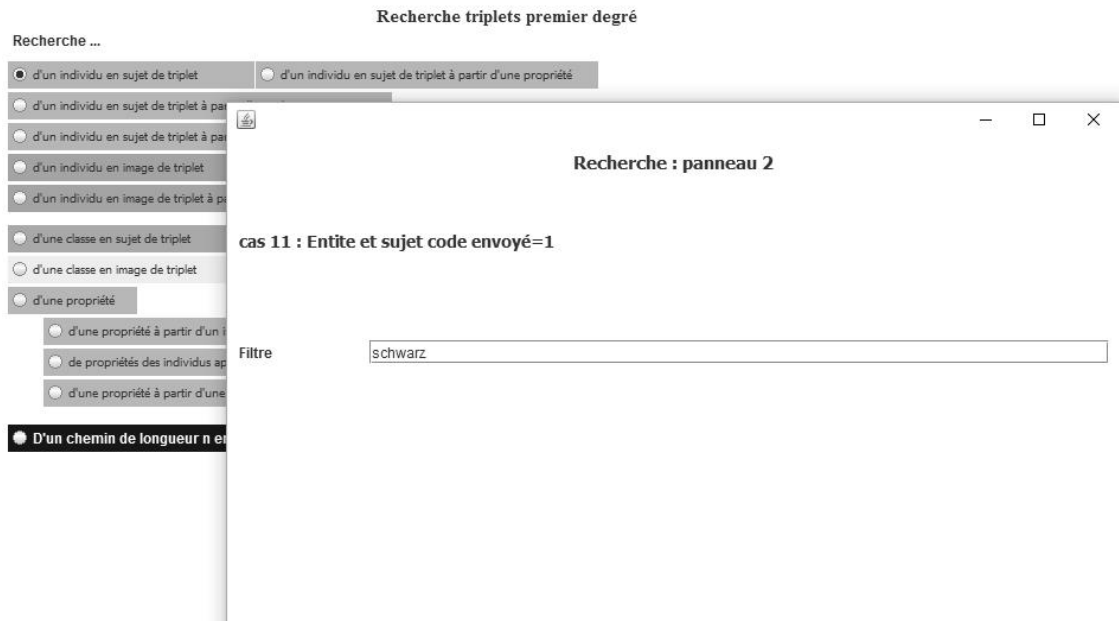 Recherche triplets premier degré
Recherche ...
d'un individu en sujet de triplet
d'un individu en sujet de triplet à partir d'une propriété
d'un individu en sujet de triplet à par
d'un individu en sujet de triplet à par
d'un individu en image de triplet
d'un individu en image de triplet à pa
d'une classe en sujet de triplet
d'une classe en image de triplet
d'une propriété
d'une propriété à partir d'un i
de propriétés des individus ap
d'une propriété à partir d'une
D'un chemin de longueur n en
Recherche : panneau 2
cas 11 : Entite et sujet code envoyé=1
Filtre
schwarz